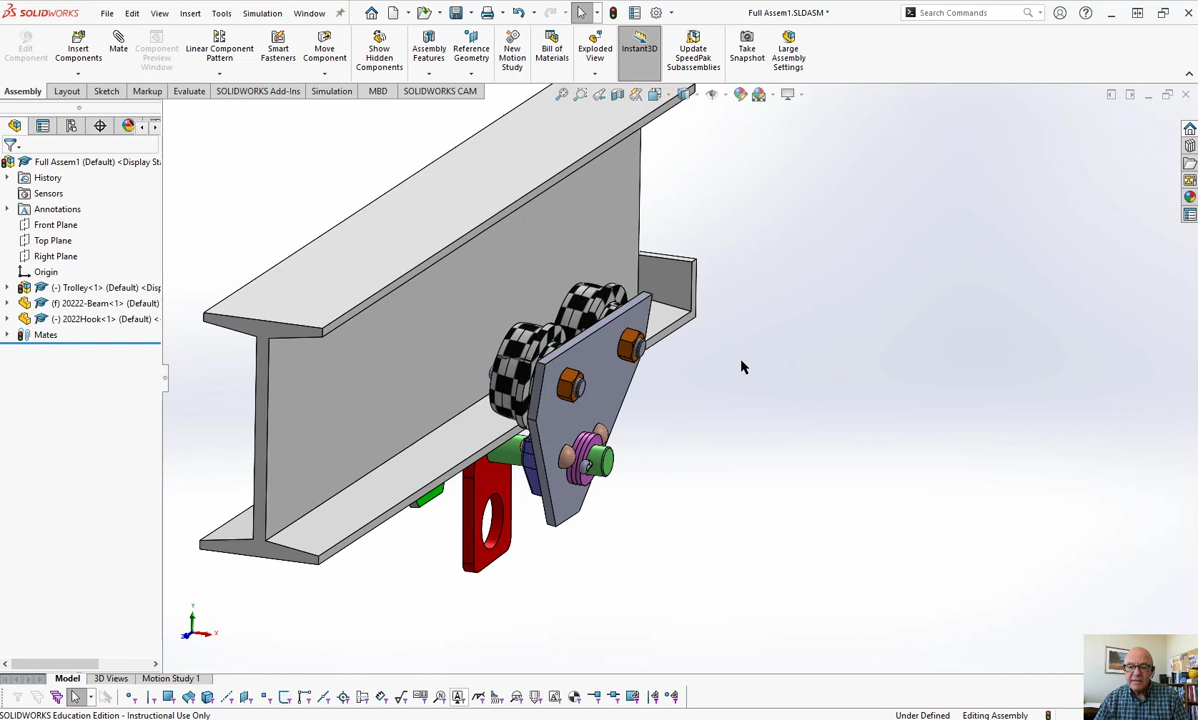 SOLIDWORKS
File
Edit
View
Insert
Tools
Simulation
Window
Full Assem1.SLDASM *
Search Commands
Edit Component
Insert Components
Mate
Component Preview Window
Linear Component Pattern
Smart Fasteners
Move Component
Show Hidden Components
Assembly Features
Reference Geometry
New Motion Study
Bill of Materials
Exploded View
Instant3D
Update SpeedPak Subassemblies
Take Snapshot
Large Assembly Settings
Assembly
Layout
Sketch
Markup
Evaluate
SOLIDWORKS Add-Ins
Simulation
MBD
SOLIDWORKS CAM
Full Assem1 (Default) <Display Sta
History
Sensors
Annotations
Front Plane
Top Plane
Right Plane
Origin
(-) Trolley<1> (Default) <Disp
(f) 20222-Beam<1> (Default)
(-) 2022Hook<1> (Default) <
Mates
Y
X
Model
3D Views
Motion Study 1
SOLIDWORKS Education Edition - Instructional Use Only
Under Defined
Editing Assembly